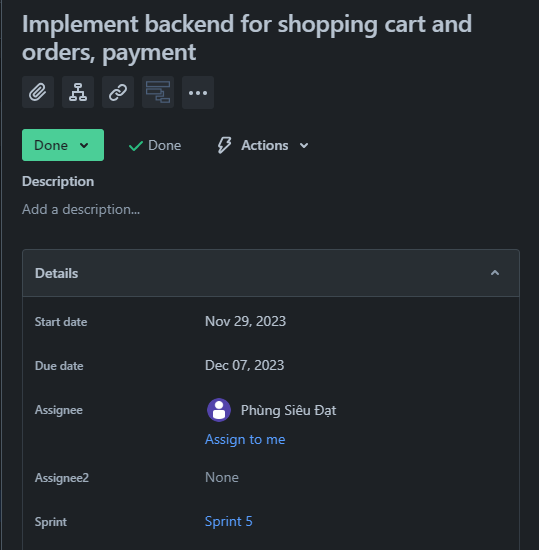 Implement backend for shopping cart and
orders, payment
Done
Done
Actions
Description
Add a description...
Details
Start date
Nov 29, 2023
Due date
Dec 07, 2023
Assignee
Phùng Siêu Đạt
Assign to me
Assignee2
None
Sprint
Sprint 5